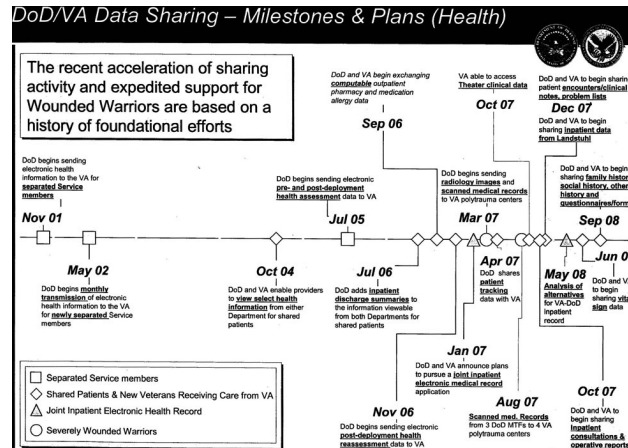 DoD/VA Data Sharing – Milestones & Plans (Health)
The recent acceleration of sharing
activity and expedited support for
Wounded Warriors are based on a
history of foundational efforts
DoD and VA begin exchanging
computable outpatient
pharmacy and medication
allergy data
Sep 06
VA able to access
Theater clinical data
Oct 07
DoD and VA to begin sharing
patient encounters/clinical
notes, problem lists
Dec 07
DoD and VA to begin
sharing inpatient data
from Landstuhl
DoD begins sending
electronic health
information to the VA for
separated Service
members
Nov 01
DoD begins sending electronic
pre- and post-deployment
health assessment data to VA
Jul 05
DoD begins sending
radiology images and
scanned medical records
to VA polytrauma centers
Mar 07
DoD and VA to begin
sharing family history
social history, other
history and
questionnaires/form
Sep 08
May 02
DoD begins monthly
transmission of electronic
health information to the VA
for newly separated Service
members
Oct 04
DoD and VA enable providers
to view select health
information from either
Department for shared
patients
Jul 06
DoD adds inpatient
discharge summaries to
the information viewable
from both Departments for
shared patients
Apr 07
DoD shares
patient
tracking
data with VA
May 08
Analysis of
alternatives
for VA-DoD
inpatient
record
Jun 0
DoD and VA
to begin
sharing vital
sign data
Jan 07
DoD and VA announce plans
to pursue a joint inpatient
electronic medical record
application
Nov 06
DoD begins sending electronic
post-deployment health
reassessment data to VA
Aug 07
Scanned med. Records
from 3 DoD MTFs to 4 VA
polytrauma centers
Oct 07
DoD and VA to
begin sharing
Inpatient
consultations &
operative reports
Separated Service members
Shared Patients & New Veterans Receiving Care from VA
Joint Inpatient Electronic Health Record
Severely Wounded Warriors